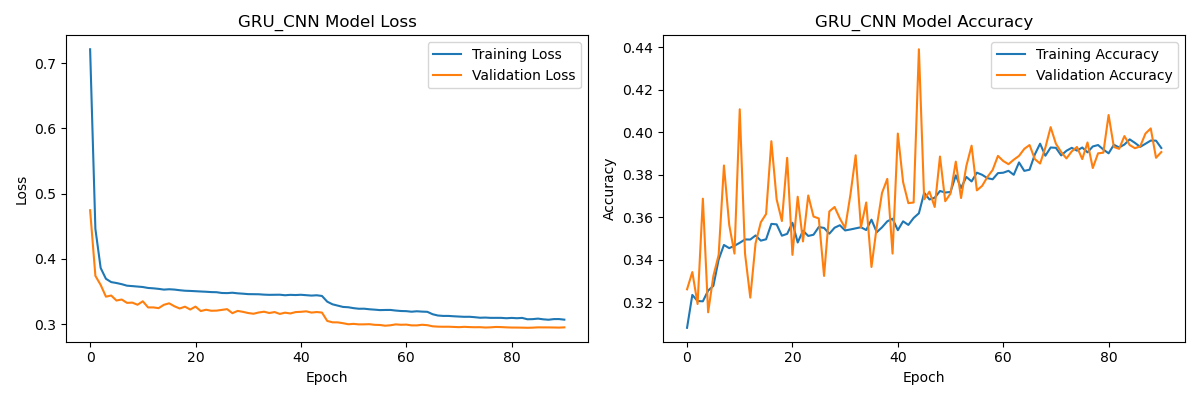 GRU_CNN Model Loss
Training Loss
Validation Loss
0.7
0.6
0.5
0.4
0.3
Loss
0
20
40
60
80
Epoch
GRU_CNN Model Accuracy
Training Accuracy
Validation Accuracy
0.44
0.42
0.40
0.38
0.36
0.34
0.32
Accuracy
0
20
40
60
80
Epoch